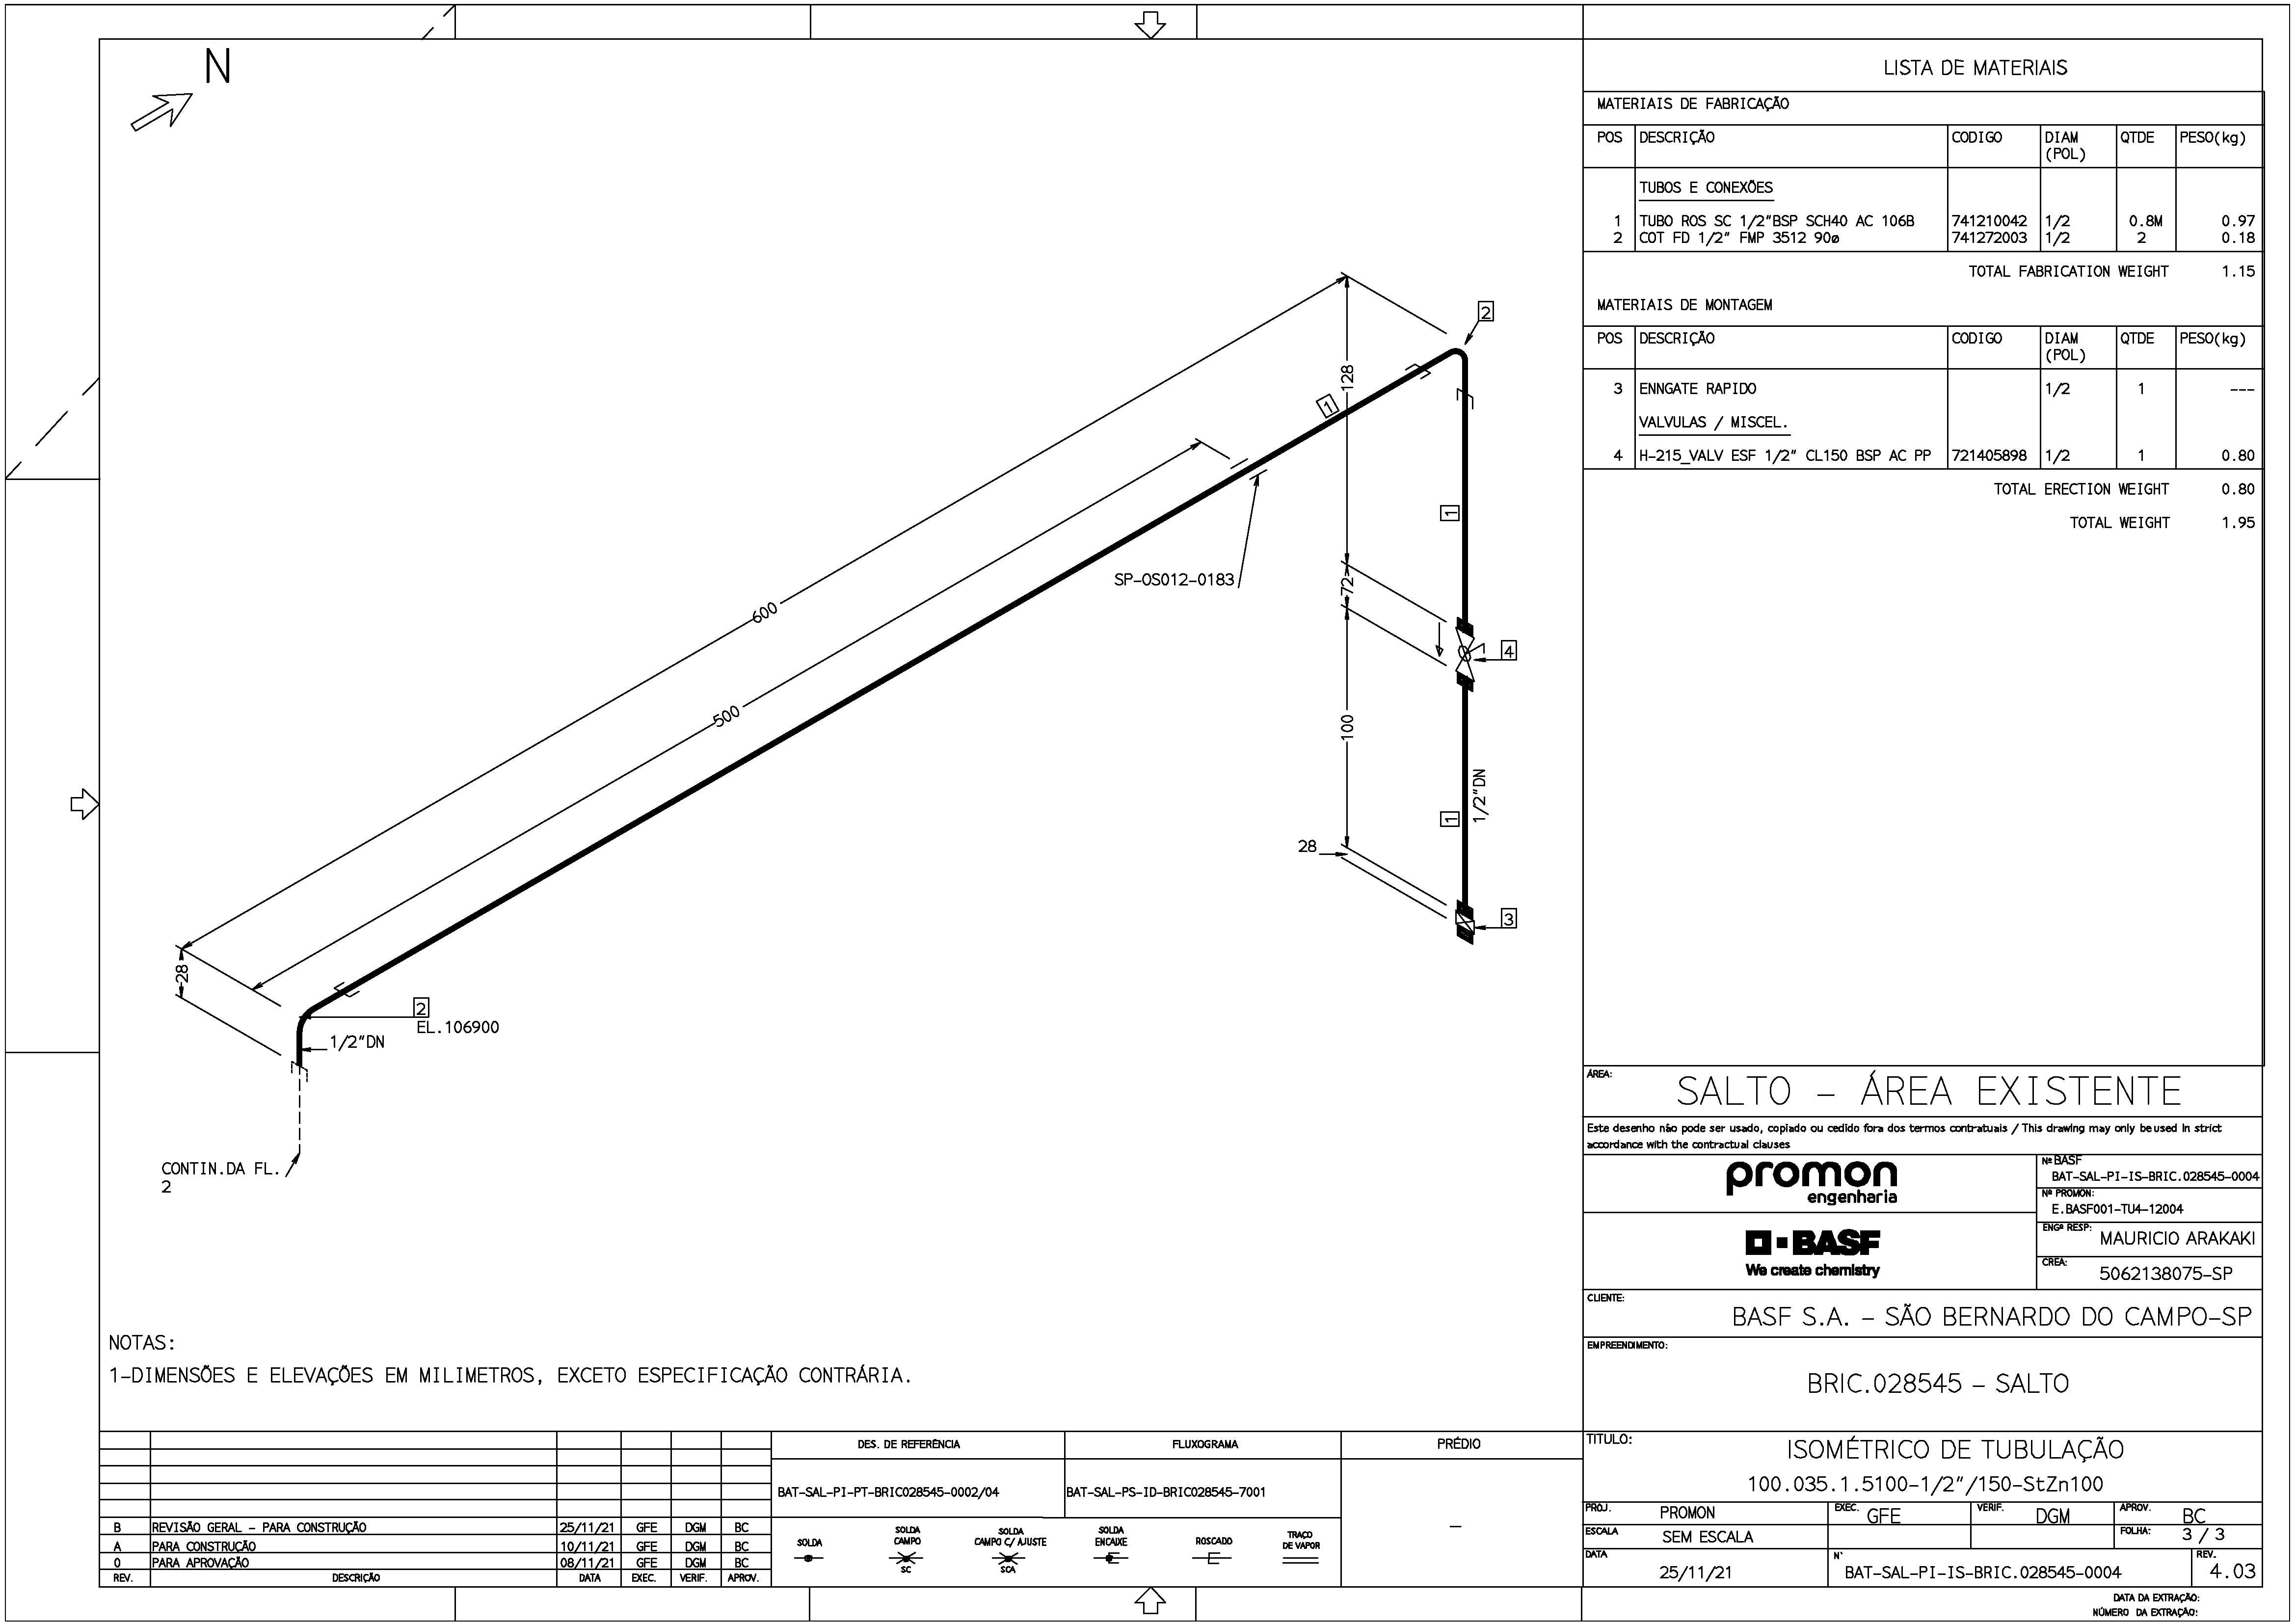 N
LISTA DE MATERIAIS
MATERIAIS DE FABRICAÇÃO
POS DESCRIÇÃO CODIGO DIAM (POL) QTDE PESO(kg)
TUBOS E CONEXÕES
1 TUBO ROS SC 1/2"BSP SCH40 AC 106B 741210042 1/2 0.8M 0.97
2 COT FD 1/2" FMP 3512 90ø 741272003 1/2 2 0.18
TOTAL FABRICATION WEIGHT 1.15
MATERIAIS DE MONTAGEM
POS DESCRIÇÃO CODIGO DIAM (POL) QTDE PESO(kg)
3 ENNGATE RAPIDO 1/2 1 ---
VALVULAS / MISCEL.
4 H-215_VALV ESF 1/2" CL150 BSP AC PP 721405898 1/2 1 0.80
TOTAL ERECTION WEIGHT 0.80
TOTAL WEIGHT 1.95
2
128
1
1
SP-OS012-0183
72
600
4
500
100
1/2"DN
1
28
3
28
2
EL.106900
1/2"DN
CONTIN.DA FL.
2
NOTAS:
1-DIMENSÕES E ELEVAÇÕES EM MILIMETROS, EXCETO ESPECIFICAÇÃO CONTRÁRIA.
ÁREA:
SALTO - ÁREA EXISTENTE
Este desenho não pode ser usado, copiado ou cedido fora dos termos contratuais / This drawing may only be used in strict
accordance with the contractual clauses
promon
engenharia
Nº BASF
BAT-SAL-PI-IS-BRIC.028545-0004
Nº PROMON:
E.BASF001-TU4-12004
BASF
We create chemistry
ENGº RESP:
MAURICIO ARAKAKI
CREA:
5062138075-SP
CLIENTE:
BASF S.A. - SÃO BERNARDO DO CAMPO-SP
EMPREENDIMENTO:
BRIC.028545 - SALTO
TITULO:
ISOMÉTRICO DE TUBULAÇÃO
100.035.1.5100-1/2"/150-StZn100
PROJ. PROMON EXEC. GFE VERIF. DGM APROV. BC
ESCALA SEM ESCALA FOLHA: 3 / 3
DATA 25/11/21 N° BAT-SAL-PI-IS-BRIC.028545-0004 REV. 4.03
DATA DA EXTRAÇÃO:
NÚMERO DA EXTRAÇÃO:
B REVISÃO GERAL - PARA CONSTRUÇÃO 25/11/21 GFE DGM BC
A PARA CONSTRUÇÃO 10/11/21 GFE DGM BC
0 PARA APROVAÇÃO 08/11/21 GFE DGM BC
REV. DESCRIÇÃO DATA EXEC. VERIF. APROV.
DES. DE REFERÊNCIA FLUXOGRAMA PRÉDIO
BAT-SAL-PI-PT-BRIC028545-0002/04 BAT-SAL-PS-ID-BRIC028545-7001
-
SOLDA
SOLDA CAMPO
SC
SOLDA CAMPO C/ AJUSTE
SCA
SOLDA ENCAIXE
ROSCADO
TRAÇO DE VAPOR